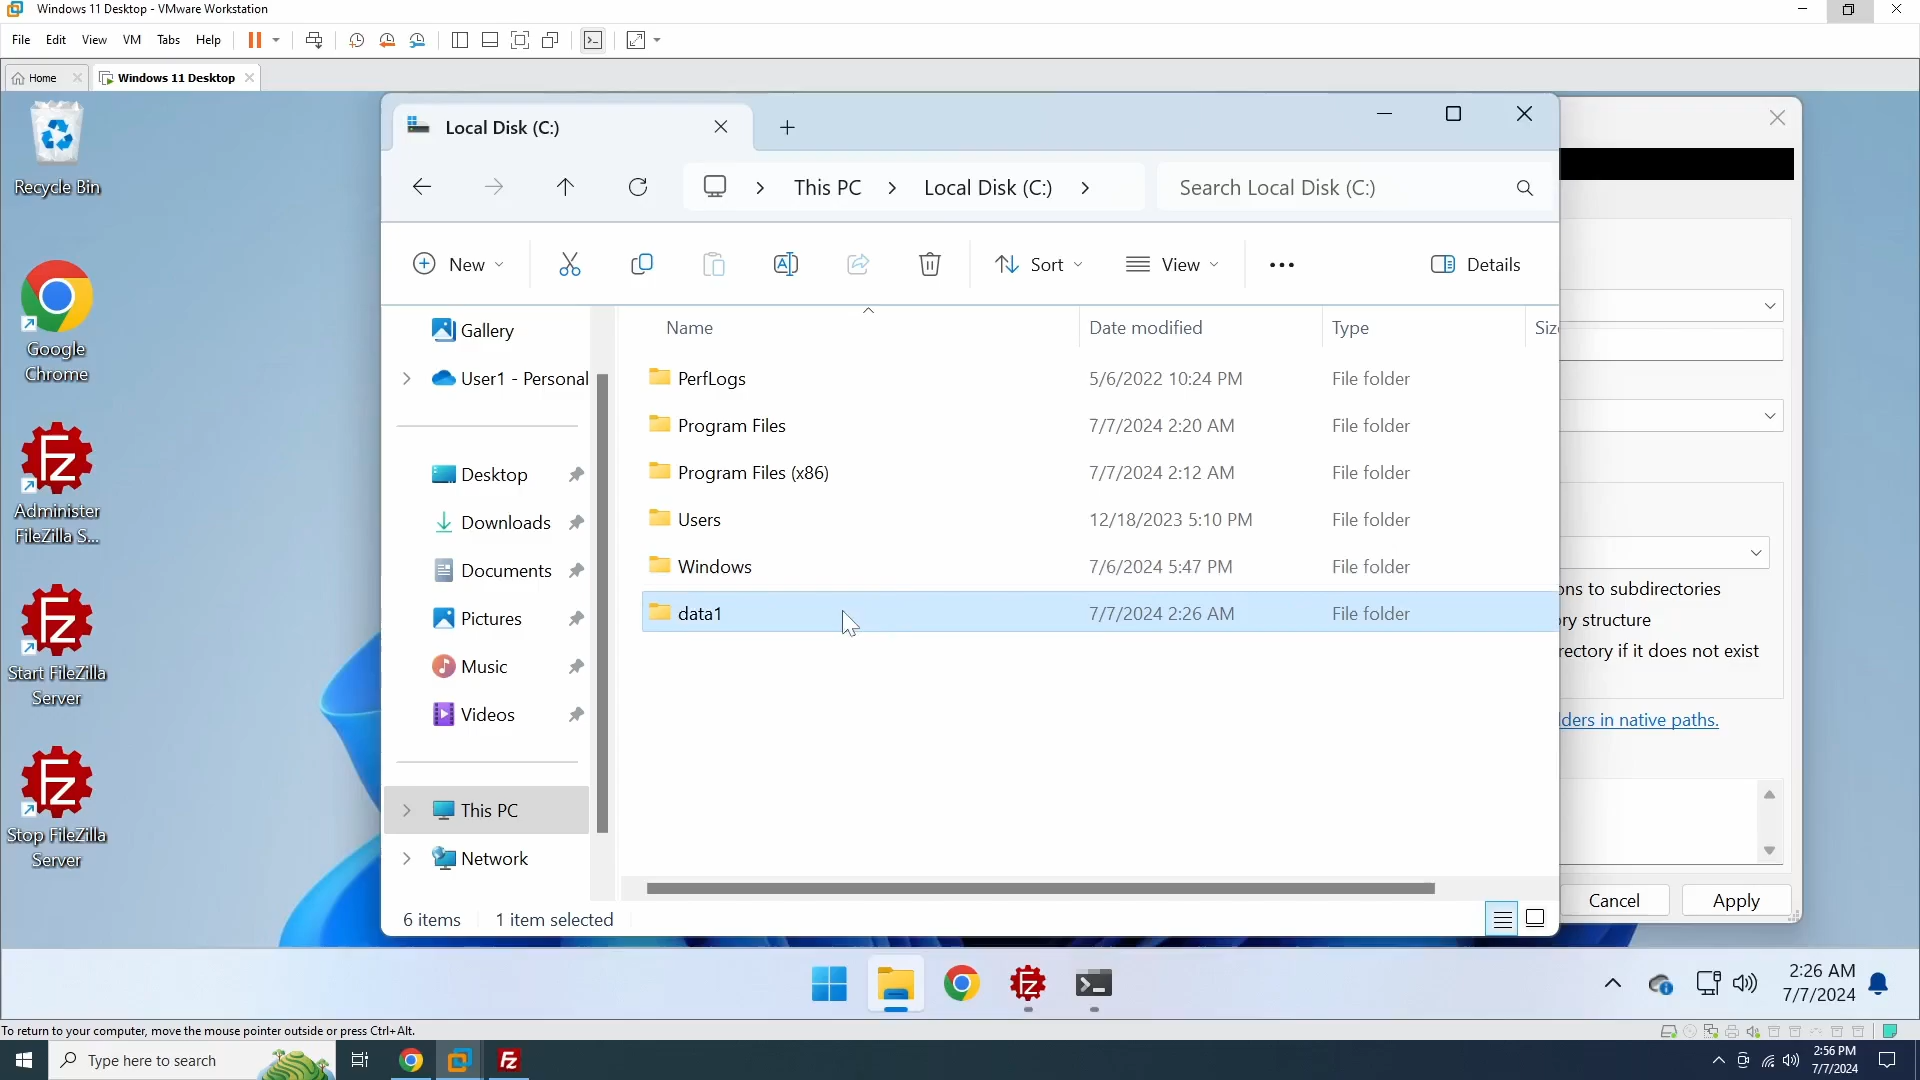 Windows 11 Desktop - VMware Workstation
File Edit View VM Tabs Help
Home
Windows 11 Desktop
Recycle Bin
Google
Chrome
Administer
FileZilla S...
Start FileZilla
Server
Stop FileZilla
Server
Local Disk (C:)
This PC
Local Disk (C:)
Search Local Disk (C:)
New
Sort
View
Details
Gallery
User1 - Personal
Desktop
Downloads
Documents
Pictures
Music
Videos
This PC
Network
Name Date modified Type Siz
PerfLogs 5/6/2022 10:24 PM File folder
Program Files 7/7/2024 2:20 AM File folder
Program Files (x86) 7/7/2024 2:12 AM File folder
Users 12/18/2023 5:10 PM File folder
Windows 7/6/2024 5:47 PM File folder
data1 7/7/2024 2:26 AM File folder
6 items 1 item selected
ons to subdirectories
ory structure
rectory if it does not exist
lders in native paths.
Cancel Apply
2:26 AM
7/7/2024
To return to your computer, move the mouse pointer outside or press Ctrl+Alt.
Type here to search
2:56 PM
7/7/2024